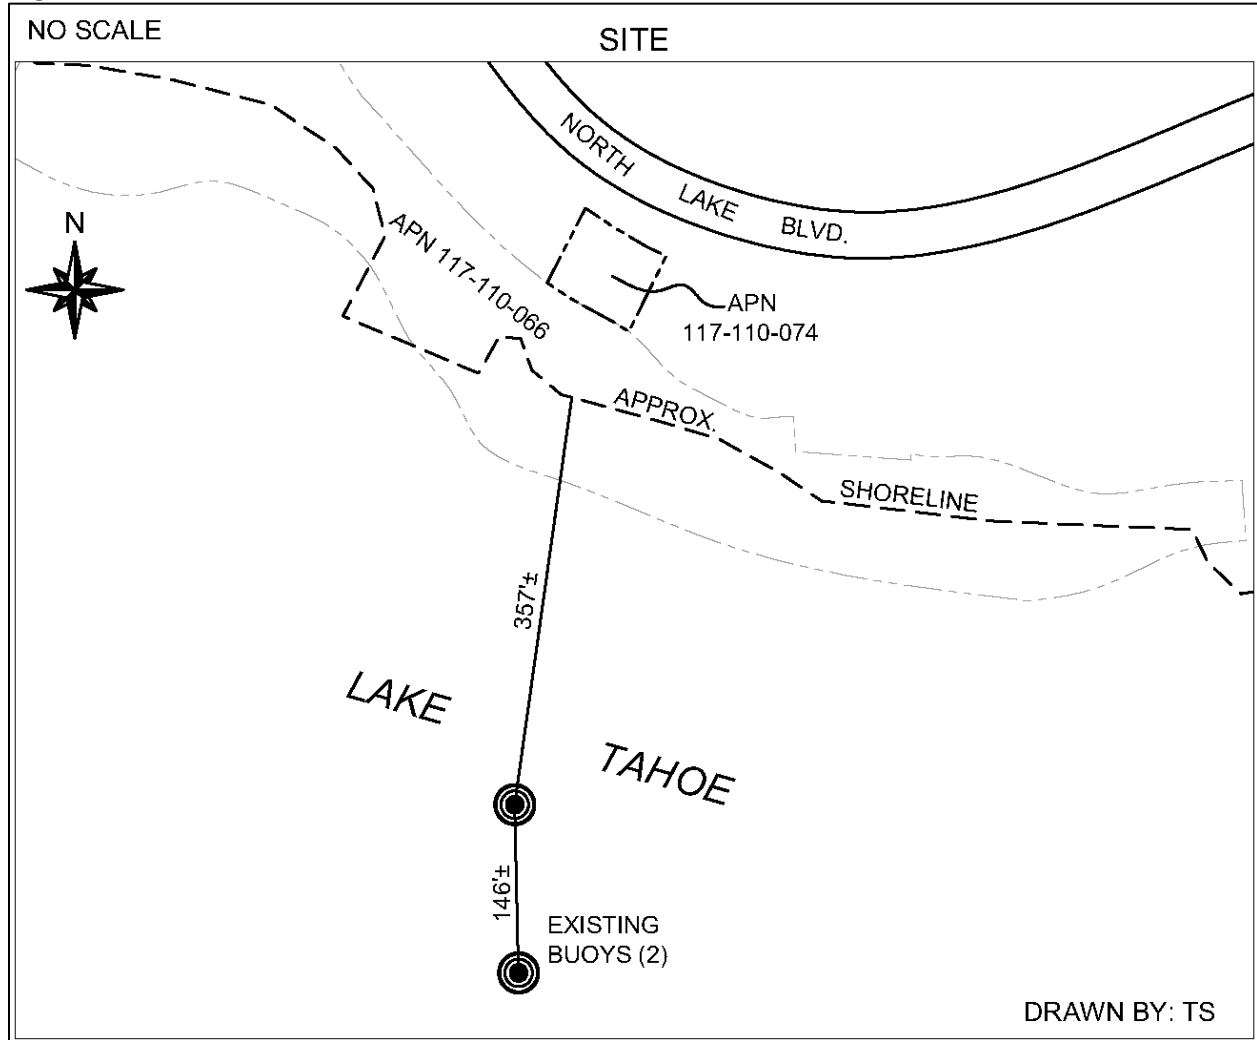 NO SCALE
SITE
NORTH LAKE BLVD.
N
APN 117-110-066
APN
117-110-074
APPROX.
SHORELINE
357'±
LAKE
TAHOE
146'±
EXISTING
BUOYS (2)
DRAWN BY: TS